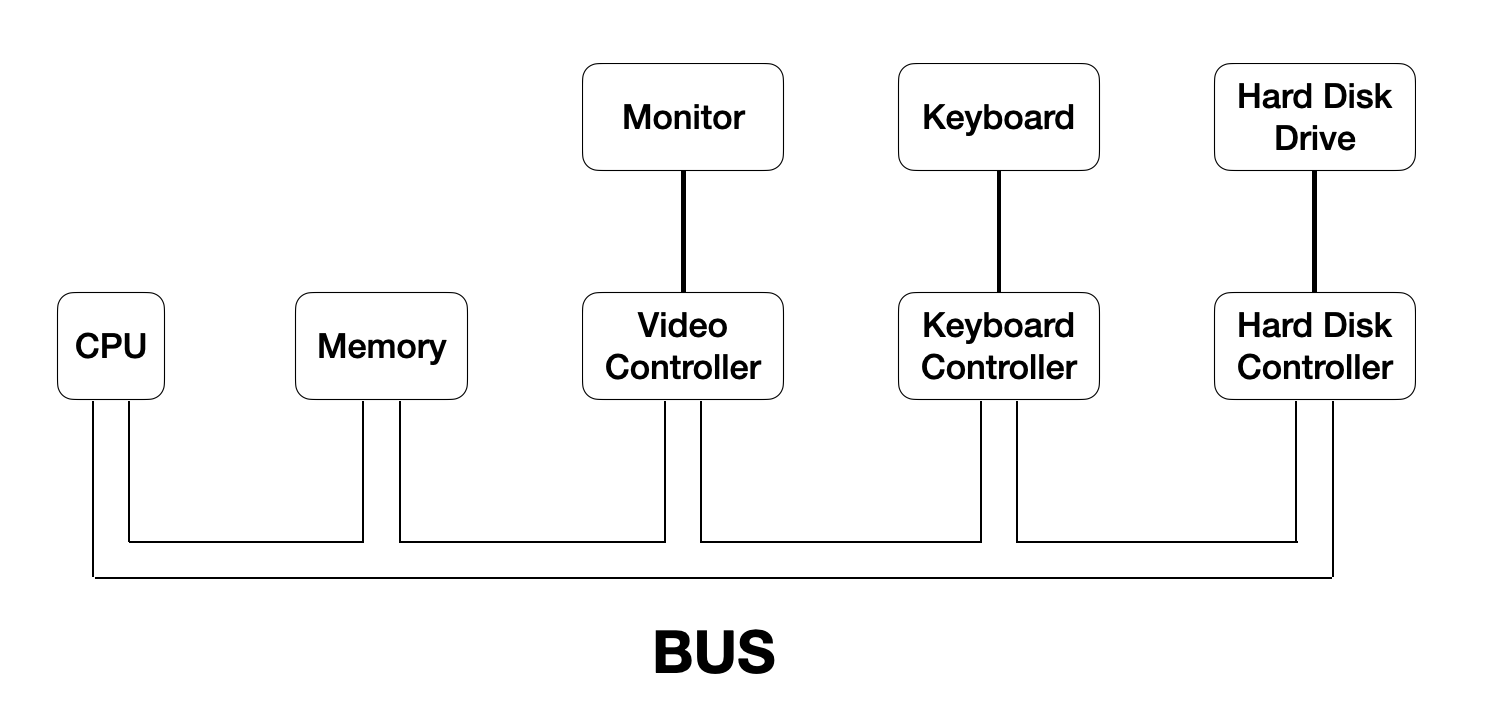 Monitor
Keyboard
Hard Disk
Drive
CPU
Memory
Video
Controller
Keyboard
Controller
Hard Disk
Controller
BUS